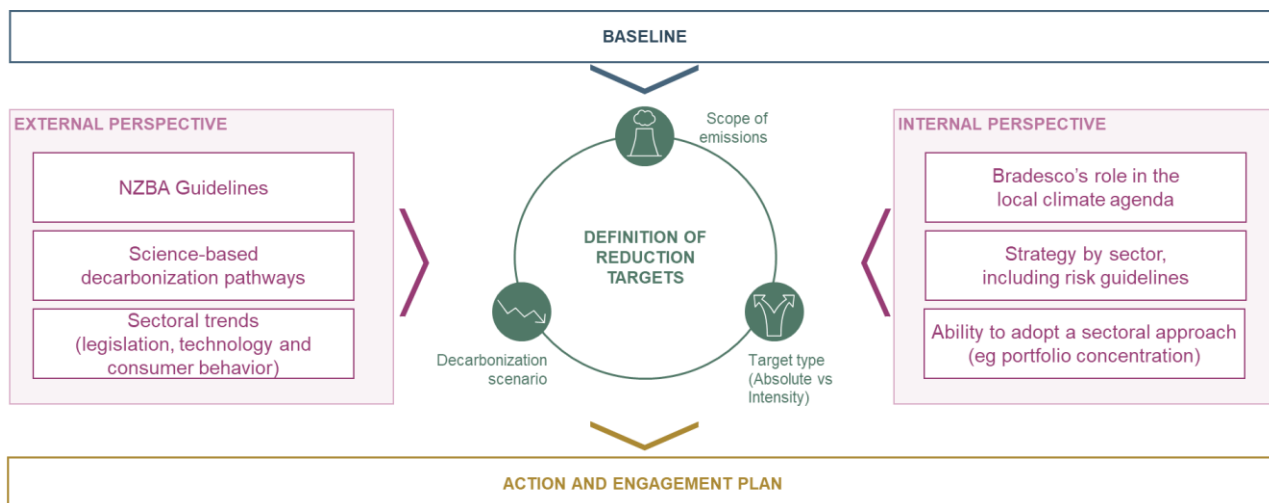 BASELINE
EXTERNAL PERSPECTIVE
NZBA Guidelines
Science-based
decarbonization pathways
Sectoral trends
(legislation, technology and
consumer behavior)
Scope of
emissions
DEFINITION OF
REDUCTION
TARGETS
Decarbonization
scenario
Target type
(Absolute vs
Intensity)
INTERNAL PERSPECTIVE
Bradesco's role in the
local climate agenda
Strategy by sector,
including risk guidelines
Ability to adopt a sectoral approach
(eg portfolio concentration)
ACTION AND ENGAGEMENT PLAN